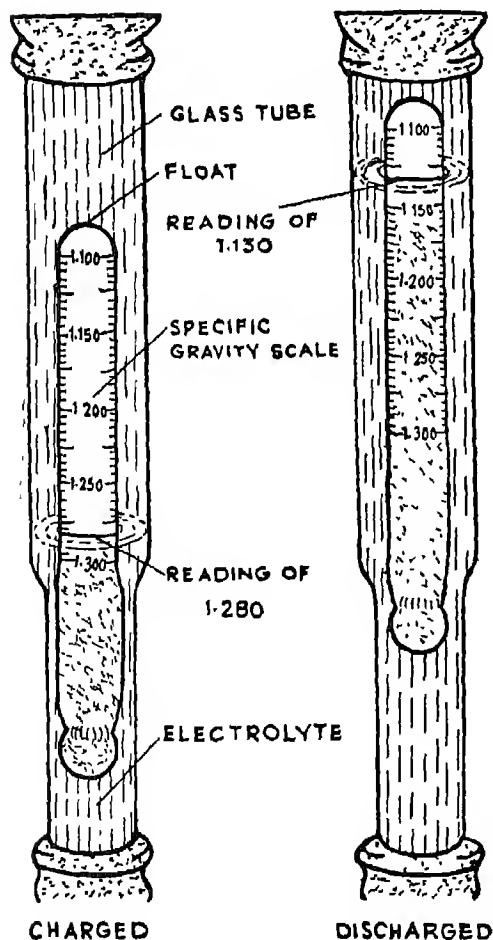 GLASS TUBE
FLOAT
READING OF
1.130
SPECIFIC
GRAVITY SCALE
READING OF
1.280
ELECTROLYTE
1.100
1.150
1.200
1.250
1.300
1.100
1.150
1.200
1.250
1.300
CHARGED
DISCHARGED